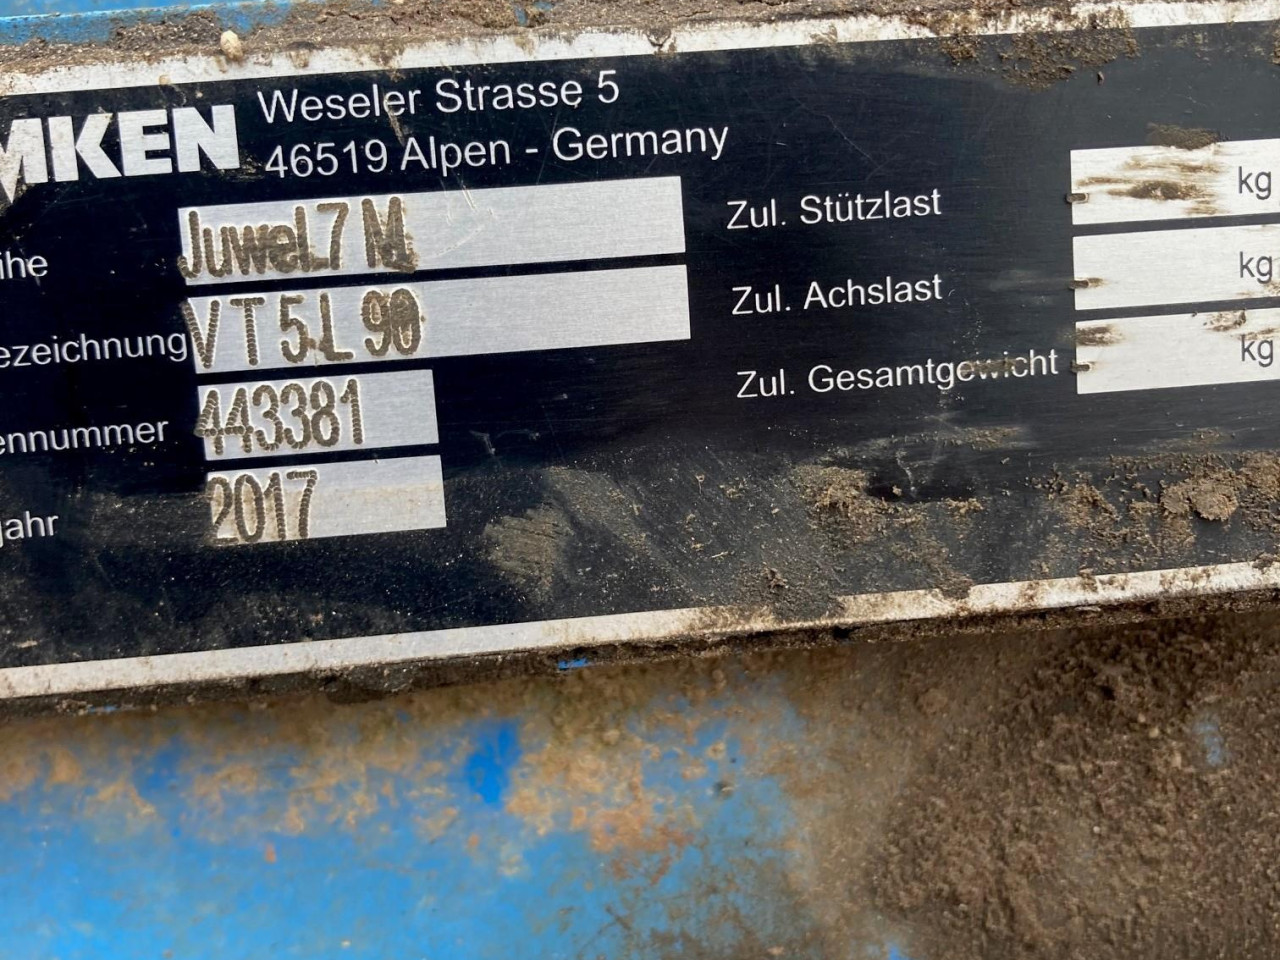 MKEN
Weseler Strasse 5
46519 Alpen - Germany
ihe
Juwel 7 M
ezeichnung
VT 5 L 90
ennummer
443381
jahr
2017
Zul. Stützlast
kg
Zul. Achslast
kg
Zul. Gesamtgewicht
kg